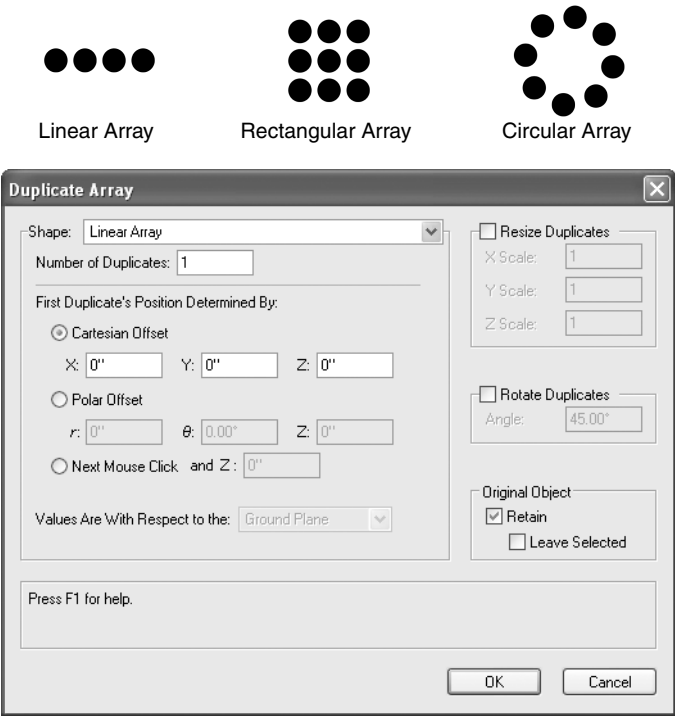 Linear Array Rectangular Array Circular Array
Duplicate Array
Shape: Linear Array
Number of Duplicates: 1
First Duplicate's Position Determined By:
Cartesian Offset
X: 0" Y: 0" Z: 0"
Polar Offset
r: 0" θ: 0.00° Z: 0"
Next Mouse Click and Z: 0"
Values Are With Respect to the: Ground Plane
Resize Duplicates
X Scale: 1
Y Scale: 1
Z Scale: 1
Rotate Duplicates
Angle: 45.00°
Original Object
Retain
Leave Selected
Press F1 for help.
OK Cancel